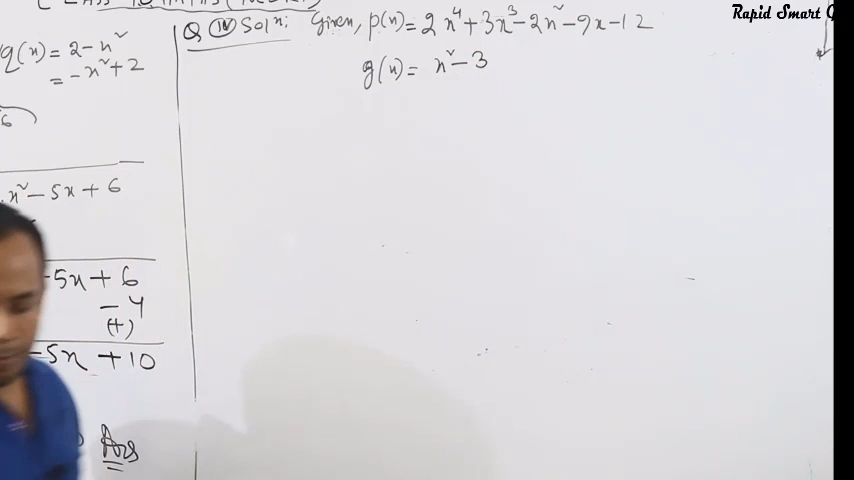 Rapid Smart
q(x) = 2 - x²
= -x² + 2
6
x² - 5x + 6
-5x + 6
- 4
(+)
-5x + 10
Ans
Q (iv) Solⁿ: Given, p(x) = 2x⁴ + 3x³ - 2x² - 9x - 12
g(x) = x² - 3